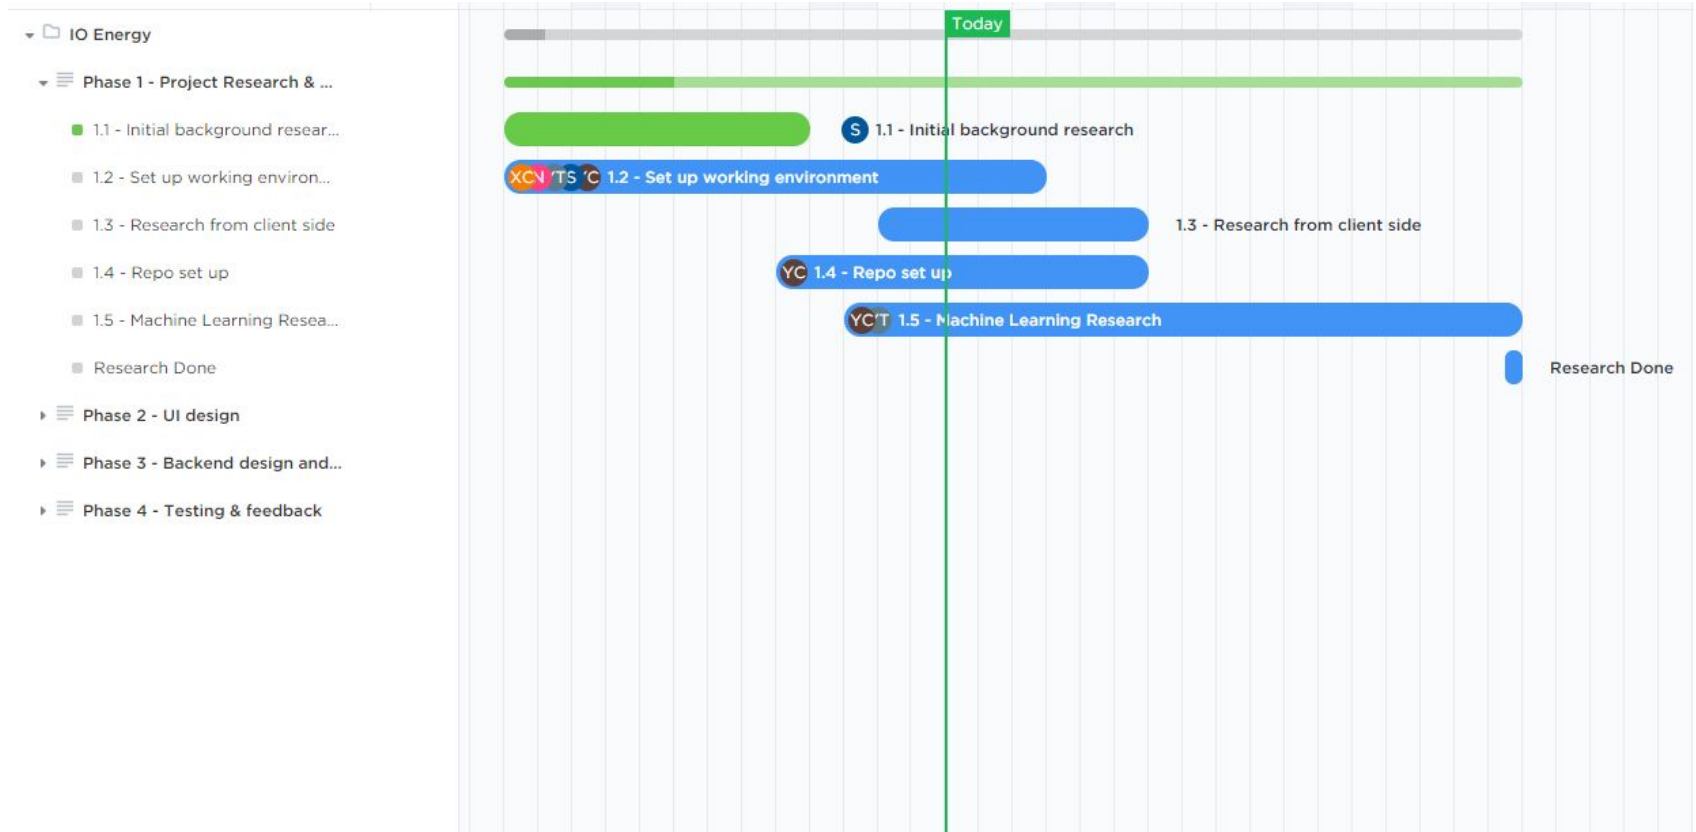 Today
IO Energy
Phase 1 - Project Research & ...
1.1 - Initial background resear...
S 1.1 - Initial background research
1.2 - Set up working environ...
XC N 'T S 'C 1.2 - Set up working environment
1.3 - Research from client side
1.3 - Research from client side
1.4 - Repo set up
YC 1.4 - Repo set up
1.5 - Machine Learning Resea...
YC 'T 1.5 - Machine Learning Research
Research Done
Research Done
Phase 2 - UI design
Phase 3 - Backend design and...
Phase 4 - Testing & feedback